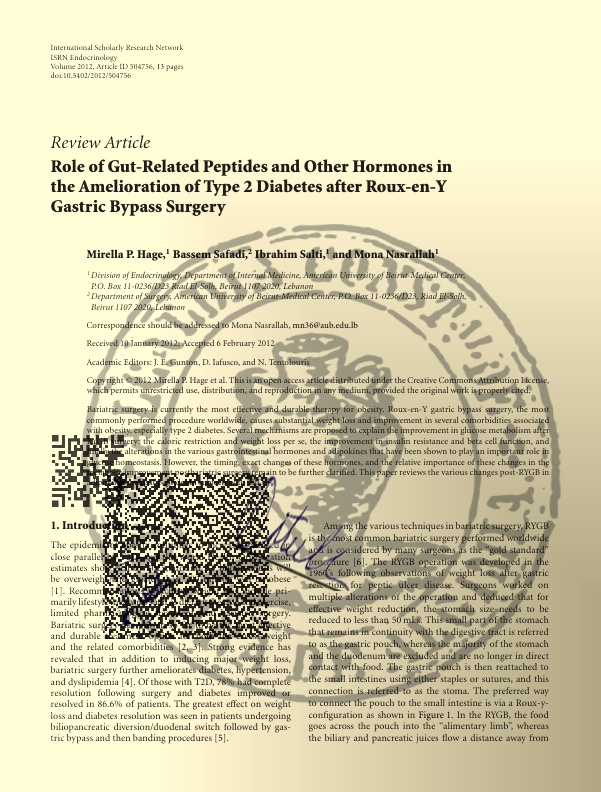 International Scholarly Research Network
ISRN Endocrinology
Volume 2012, Article ID 504756, 13 pages
doi:10.5402/2012/504756
Review Article
Role of Gut-Related Peptides and Other Hormones in
the Amelioration of Type 2 Diabetes after Roux-en-Y
Gastric Bypass Surgery
Mirella P. Hage,1 Bassem Safadi,2 Ibrahim Salti,1 and Mona Nasrallah1
1 Division of Endocrinology, Department of Internal Medicine, American University of Beirut-Medical Center,
P.O. Box 11-0236/D23 Riad El-Solh, Beirut 1107 2020, Lebanon
2 Department of Surgery, American University of Beirut-Medical Center, P.O. Box 11-0236/D23, Riad El-Solh,
Beirut 1107 2020, Lebanon
Correspondence should be addressed to Mona Nasrallah, mn36@aub.edu.lb
Received 10 January 2012; Accepted 6 February 2012
Academic Editors: J. E. Gunton, D. Iafusco, and N. Tentolouris
Copyright © 2012 Mirella P. Hage et al. This is an open access article distributed under the Creative Commons Attribution License,
which permits unrestricted use, distribution, and reproduction in any medium, provided the original work is properly cited.
Bariatric surgery is currently the most effective and durable therapy for obesity. Roux-en-Y gastric bypass surgery, the most
commonly performed procedure worldwide, causes substantial weight loss and improvement in several comorbidities associated
with obesity, especially type 2 diabetes. Several mechanisms are proposed to explain the improvement in glucose metabolism after
surgery: the caloric restriction and weight loss per se, the improvement in insulin resistance and beta cell function, and
alterations in the various gastrointestinal hormones and adipokines that have been shown to play an important role in
homeostasis. However, the timing, exact changes of these hormones, and the relative importance of these changes in the
improvement postbariatric surgery remain to be further clarified. This paper reviews the various changes post-RYGB in
1. Introduc
The epidemi
close parallel
estimates sho will
be overweigh obese
[1]. Recomm pri-
marily lifesty ercise,
limited pharm rgery.
Bariatric surg ective
and durable weight
and the related comorbidities [2, 3]. Strong evidence has
revealed that in addition to inducing major weight loss,
bariatric surgery further ameliorates diabetes, hypertension,
and dyslipidemia [4]. Of those with T2D, 78% had complete
resolution following surgery and diabetes improved or
resolved in 86.6% of patients. The greatest effect on weight
loss and diabetes resolution was seen in patients undergoing
biliopancreatic diversion/duodenal switch followed by gas-
tric bypass and then banding procedures [5].
Among the various techniques in bariatric surgery, RYGB
is the most common bariatric surgery performed worldwide
and is considered by many surgeons as the "gold standard"
procedure [6]. The RYGB operation was developed in the
1960's following observations of weight loss after gastric
resection for peptic ulcer disease. Surgeons worked on
multiple alterations of the operation and deduced that for
effective weight reduction, the stomach size needs to be
reduced to less than 50 mLs. This small part of the stomach
that remains in continuity with the digestive tract is referred
to as the gastric pouch, whereas the majority of the stomach
and the duodenum are excluded and are no longer in direct
contact with food. The gastric pouch is then reattached to
the small intestines using either staples or sutures, and this
connection is referred to as the stoma. The preferred way
to connect the pouch to the small intestine is via a Roux-y-
configuration as shown in Figure 1. In the RYGB, the food
goes across the pouch into the "alimentary limb", whereas
the biliary and pancreatic juices flow a distance away from